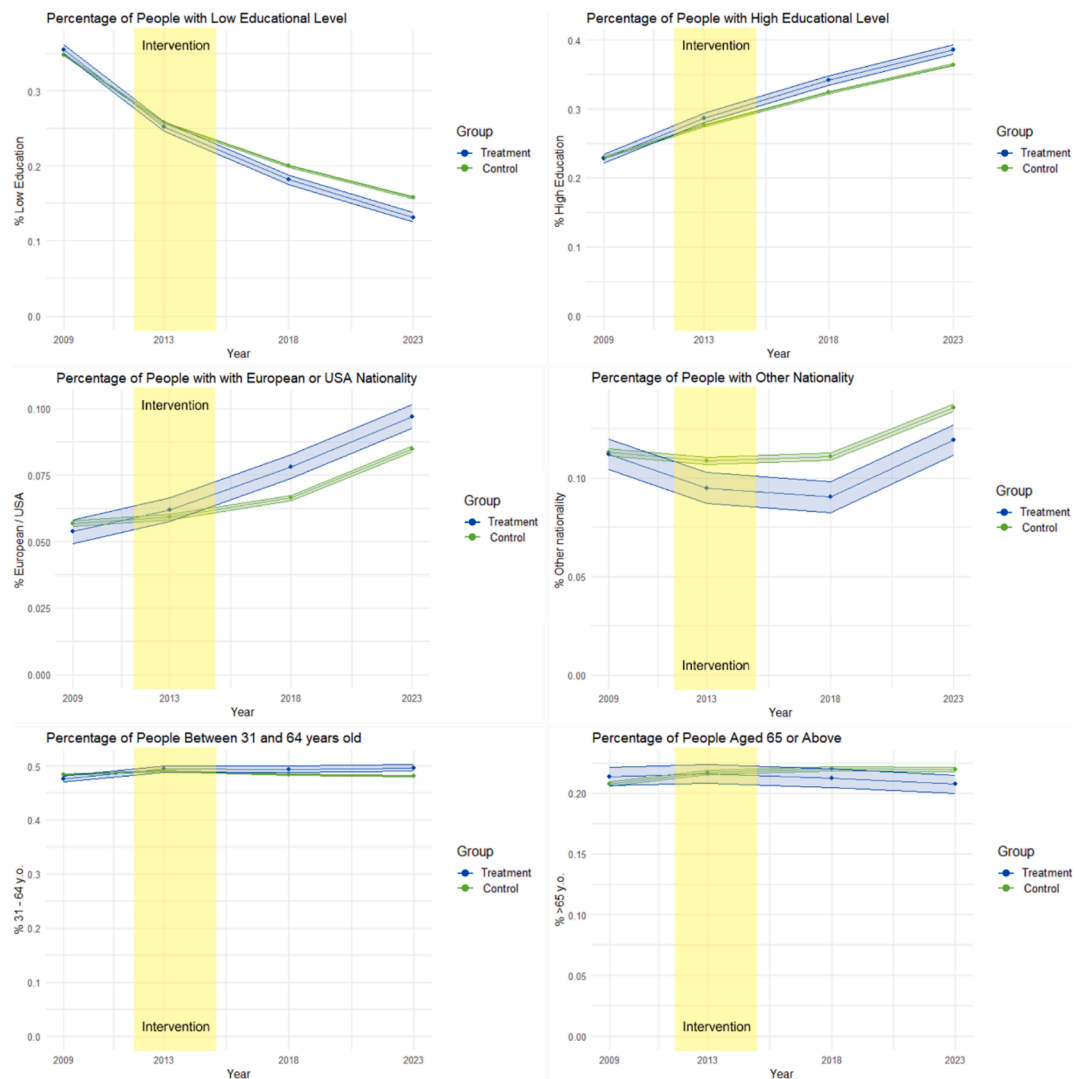 Percentage of People with Low Educational Level
Intervention
% Low Education
0.3
0.2
0.1
0.0
2009 2013 2018 2023
Year
Group
Treatment
Control
Percentage of People with High Educational Level
Intervention
% High Education
0.4
0.3
0.2
0.1
0.0
2009 2013 2018 2023
Year
Group
Treatment
Control
Percentage of People with with European or USA Nationality
Intervention
% European / USA
0.100
0.075
0.050
0.025
0.000
2009 2013 2018 2023
Year
Group
Treatment
Control
Percentage of People with Other Nationality
% Other nationality
0.10
0.05
0.00
Intervention
2009 2013 2018 2023
Year
Group
Treatment
Control
Percentage of People Between 31 and 64 years old
% 31 - 64 y.o.
0.5
0.4
0.3
0.2
0.1
0.0
Intervention
2009 2013 2018 2023
Year
Group
Treatment
Control
Percentage of People Aged 65 or Above
% >65 y.o.
0.20
0.15
0.10
0.05
0.00
Intervention
2009 2013 2018 2023
Year
Group
Treatment
Control